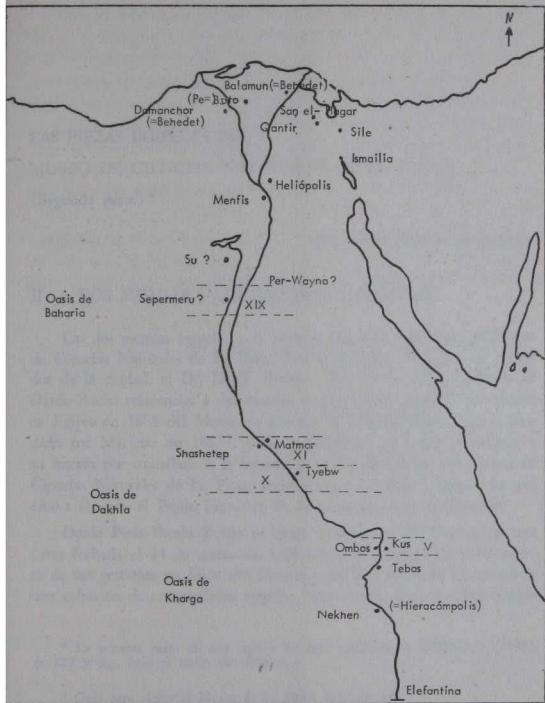 N
Balamun (=Behedet)
(Pe=Buto
Damanchor
(=Behedet)
San el-Hagar
Qantir
Sile
Ismailia
Heliópolis
Menfis
Su ?
Per-Wayna?
Oasis de
Baharia
Sepermeru?
XIX
Matmar
Shashetep
XI
Tyebw
X
Oasis de
Dakhla
Ombos
Kus
V
Tebas
Oasis de
Kharga
Nekhen
(=Hieracómpolis)
Elefantina